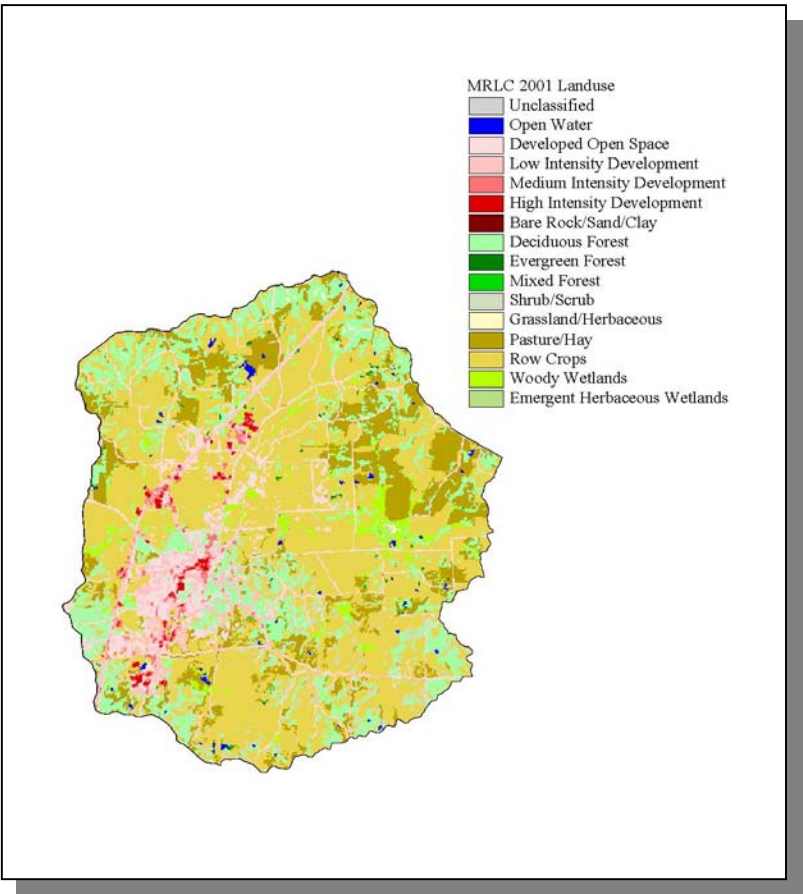 MRLC 2001 Landuse
Unclassified
Open Water
Developed Open Space
Low Intensity Development
Medium Intensity Development
High Intensity Development
Bare Rock/Sand/Clay
Deciduous Forest
Evergreen Forest
Mixed Forest
Shrub/Scrub
Grassland/Herbaceous
Pasture/Hay
Row Crops
Woody Wetlands
Emergent Herbaceous Wetlands